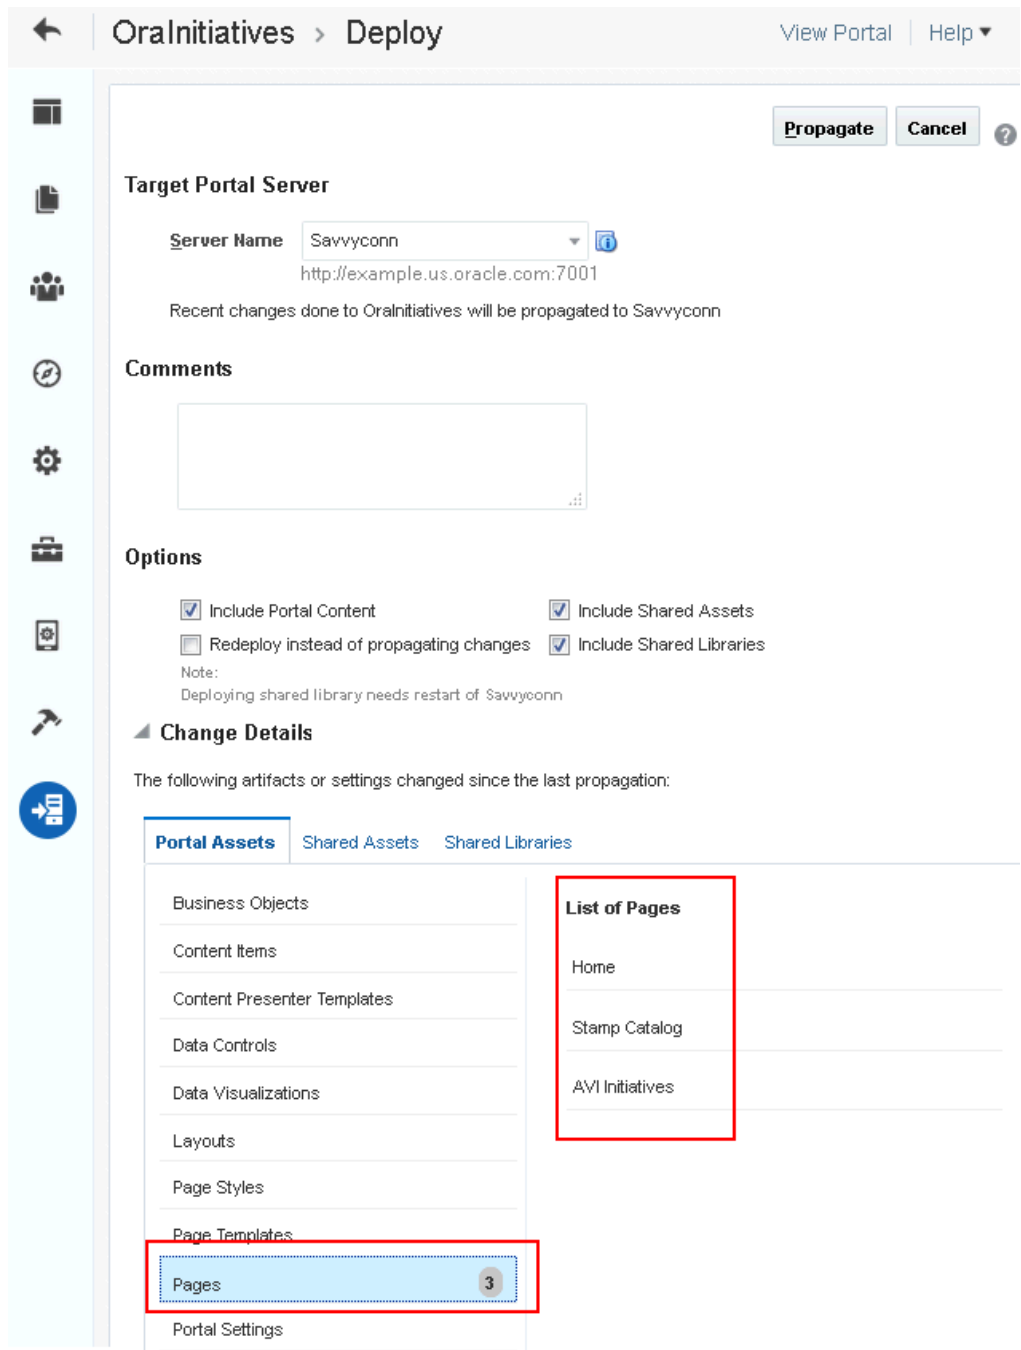 OraInitiatives > Deploy
View Portal
Help
Propagate
Cancel
Target Portal Server
Server Name
Savvyconn
http://example.us.oracle.com:7001
Recent changes done to OraInitiatives will be propagated to Savvyconn
Comments
Options
Include Portal Content
Include Shared Assets
Redeploy instead of propagating changes
Include Shared Libraries
Note:
Deploying shared library needs restart of Savvyconn
Change Details
The following artifacts or settings changed since the last propagation:
Portal Assets
Shared Assets
Shared Libraries
Business Objects
Content Items
Content Presenter Templates
Data Controls
Data Visualizations
Layouts
Page Styles
Page Templates
Pages
3
Portal Settings
List of Pages
Home
Stamp Catalog
AVI Initiatives